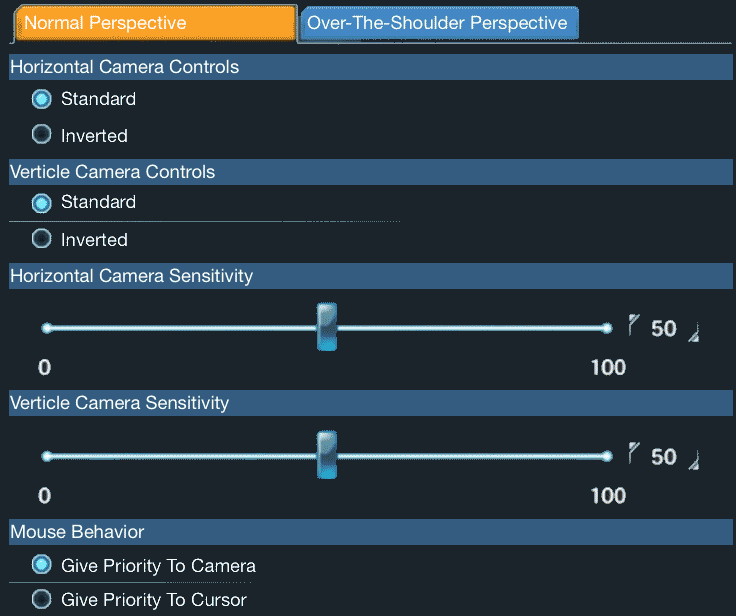 Normal Perspective
Over-The-Shoulder Perspective
Horizontal Camera Controls
Standard
Inverted
Verticle Camera Controls
Standard
Inverted
Horizontal Camera Sensitivity
50
0
100
Verticle Camera Sensitivity
50
0
100
Mouse Behavior
Give Priority To Camera
Give Priority To Cursor